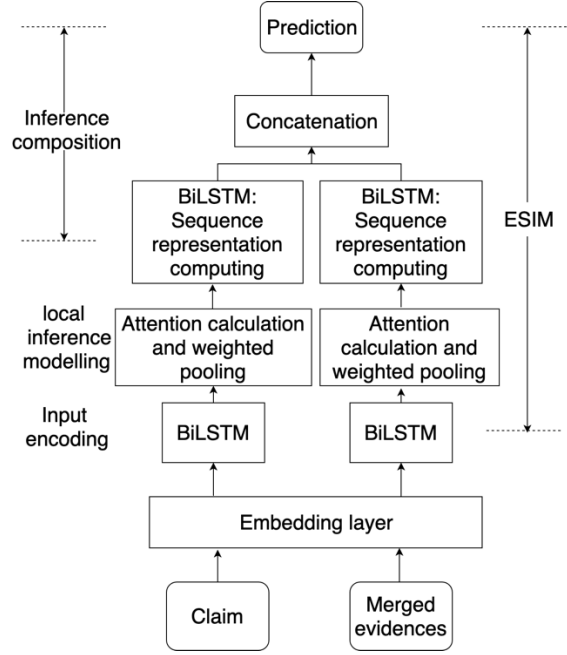 Prediction
Inference
composition
Concatenation
BiLSTM:
Sequence
representation
computing
BiLSTM:
Sequence
representation
computing
ESIM
local
inference
modelling
Attention calculation
and weighted
pooling
Attention
calculation and
weighted pooling
Input
encoding
BiLSTM
BiLSTM
Embedding layer
Claim
Merged
evidences